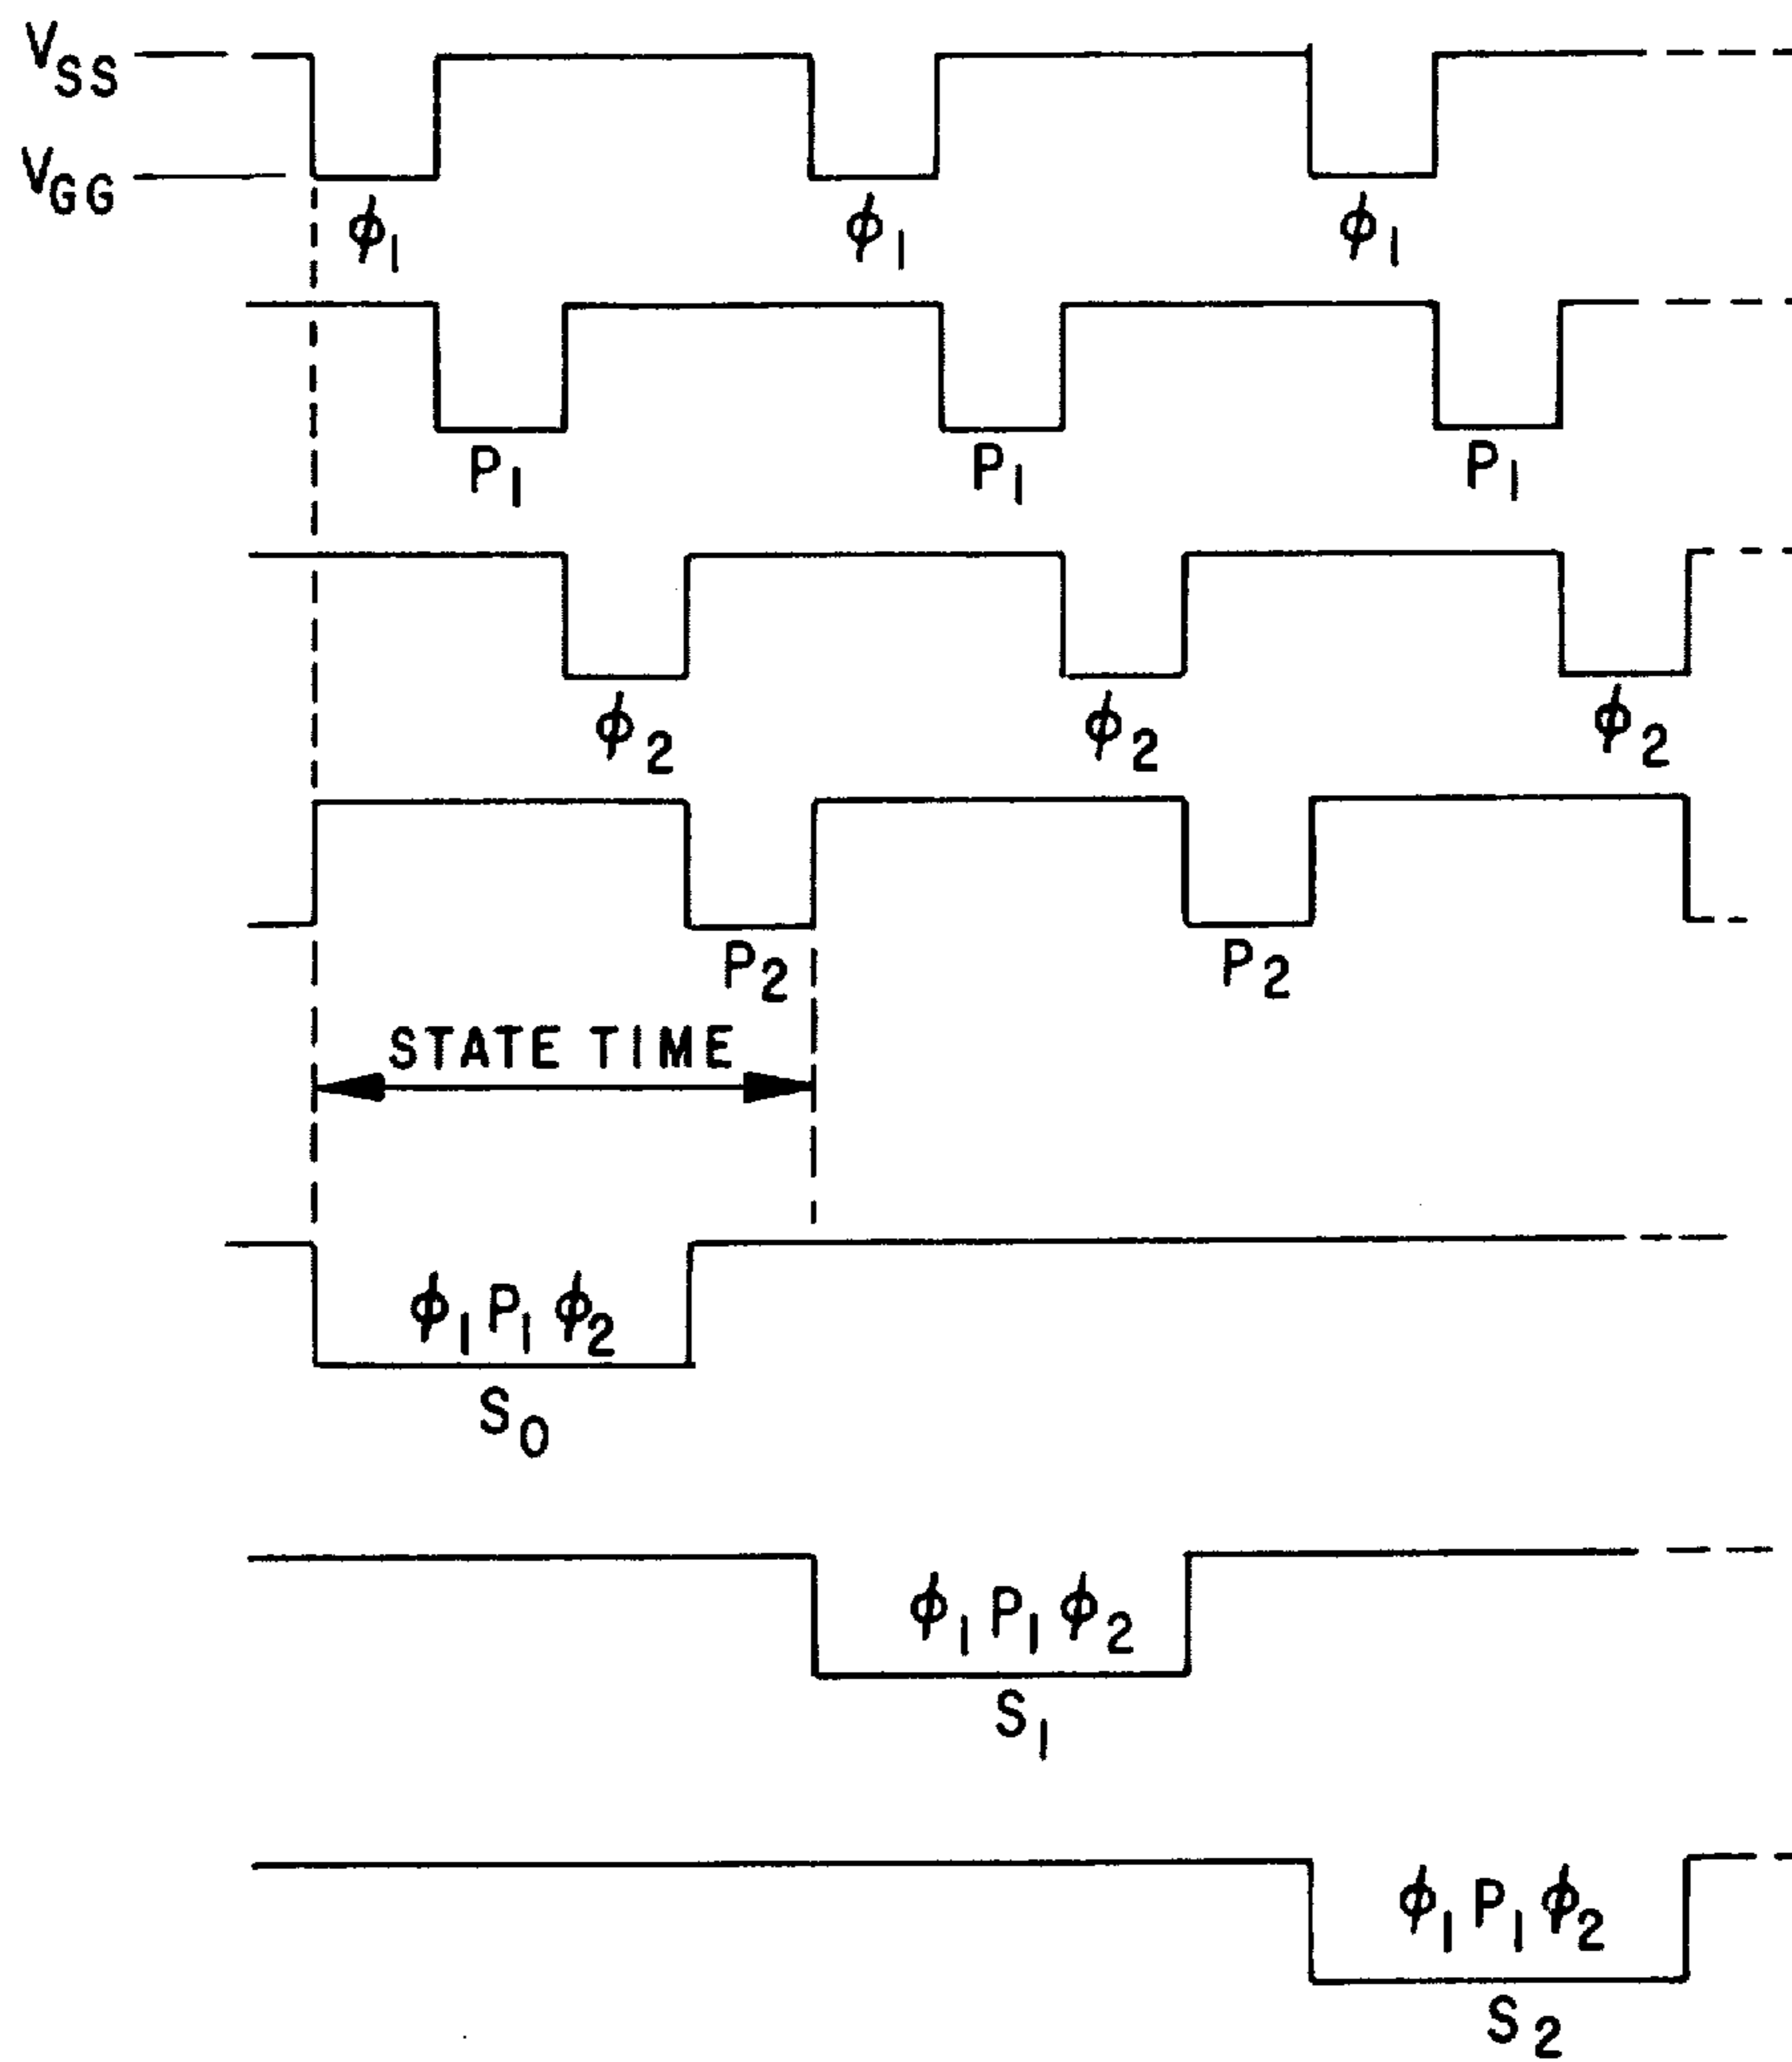 VSS
VGG
ϕ1 ϕ1 ϕ1
P1 P1 P1
ϕ2 ϕ2 ϕ2
P2 P2
STATE TIME
ϕ1 P1 ϕ2
S0
ϕ1 P1 ϕ2
S1
ϕ1 P1 ϕ2
S2